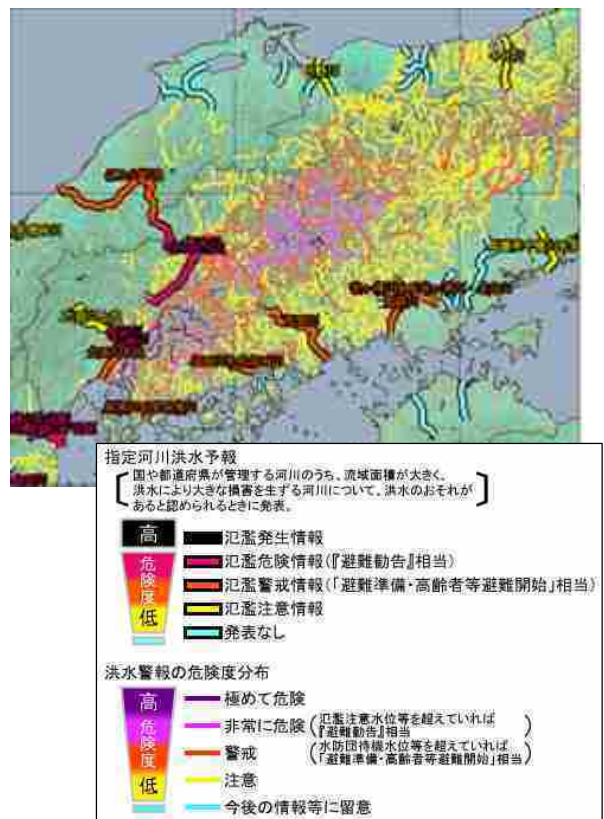 指定河川洪水予報
国や都道府県が管理する河川のうち、流域面積が大きく、
洪水により大きな損害を生ずる河川について、洪水のおそれが
あると認められるときに発表。
高
危険度
低
氾濫発生情報
氾濫危険情報(『避難勧告』相当)
氾濫警戒情報(「避難準備・高齢者等避難開始」相当)
氾濫注意情報
発表なし
洪水警報の危険度分布
高
危険度
低
極めて危険
非常に危険(氾濫注意水位等を超えていれば
『避難勧告』相当)
警戒(水防団待機水位等を超えていれば
「避難準備・高齢者等避難開始」相当)
注意
今後の情報等に留意